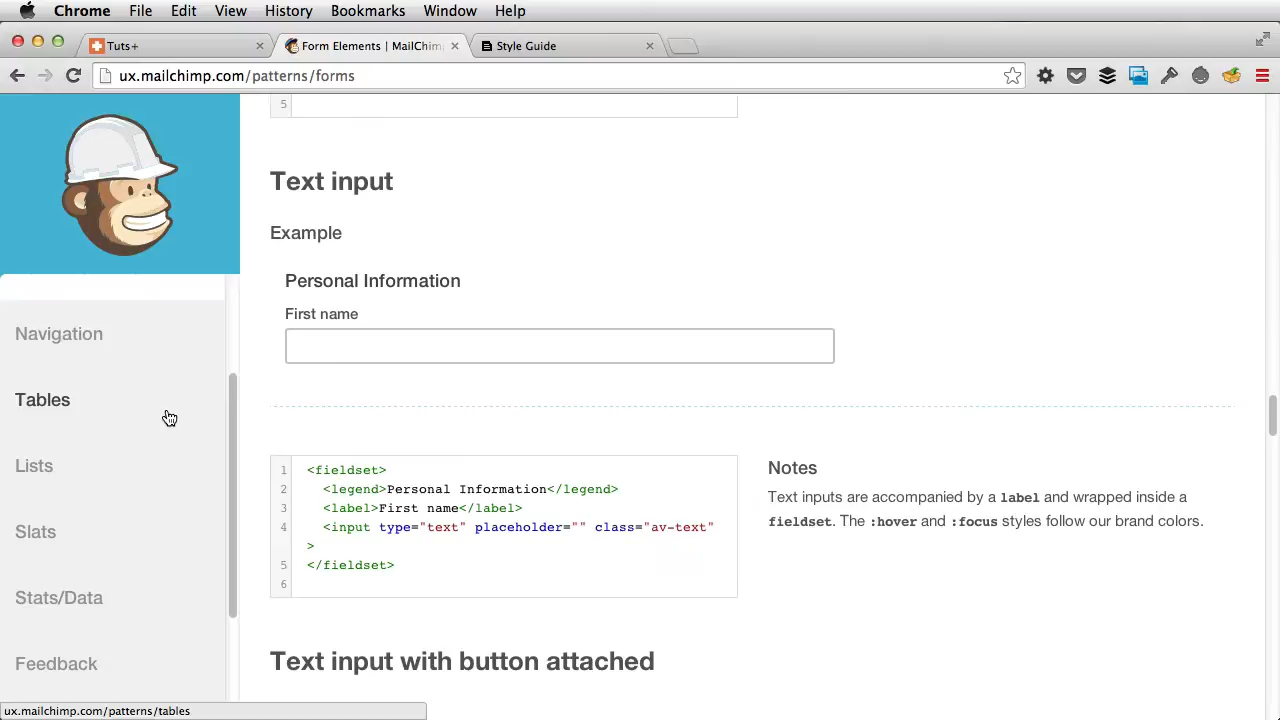 Chrome File Edit View History Bookmarks Window Help
Tuts+ Form Elements | MailChim Style Guide
ux.mailchimp.com/patterns/forms
5
Text input
Example
Personal Information
First name
Navigation
Tables
Lists
Slats
Stats/Data
Feedback
1 <fieldset>
2 <legend>Personal Information</legend>
3 <label>First name</label>
4 <input type="text" placeholder="" class="av-text"
>
5 </fieldset>
6
Notes
Text inputs are accompanied by a label and wrapped inside a
fieldset. The :hover and :focus styles follow our brand colors.
Text input with button attached
ux.mailchimp.com/patterns/tables